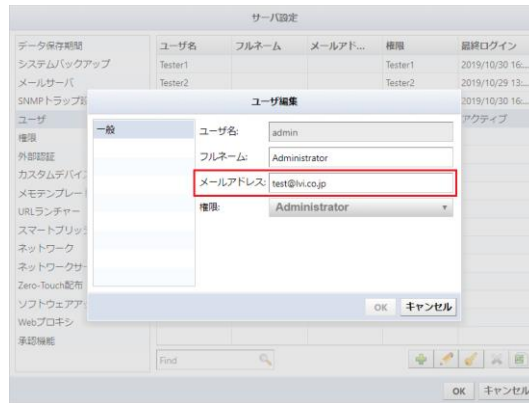 サーバ設定
データ保存期間
システムバックアップ
メールサーバ
SNMPトラップ設
ユーザ
権限
外部認証
カスタムデバイ
メモテンプレート
URLランチャー
スマートブリッジ
ネットワーク
ネットワークサー
Zero-Touch配布
ソフトウェアアッ
Webプロキシ
承認機能
ユーザ名 フルネーム メールアド... 権限 最終ログイン
Tester1 Tester1 2019/10/30 16:...
Tester2 Tester2 2019/10/29 13:...
2019/10/30 16:...
アクティブ
ユーザ編集
一般
ユーザ名: admin
フルネーム: Administrator
メールアドレス: test@lvi.co.jp
権限: Administrator
OK キャンセル
Find
OK キャンセル